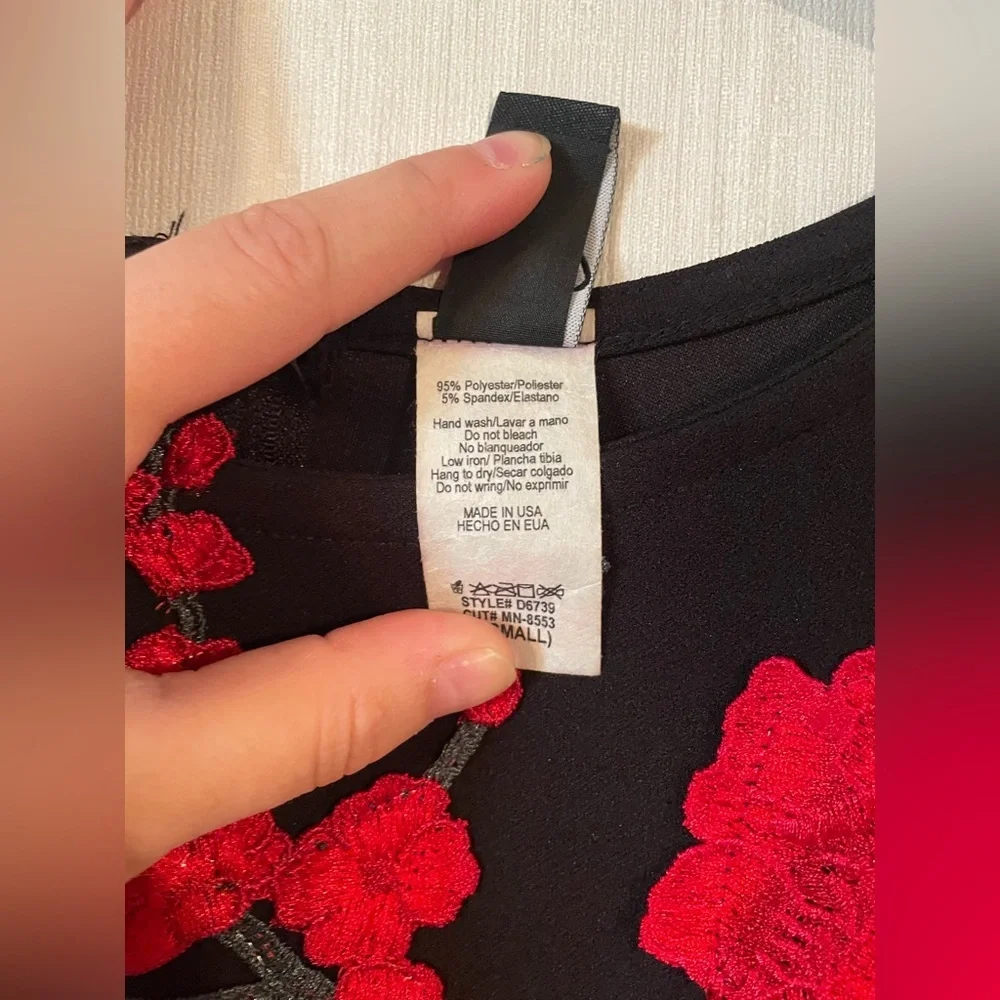 95% Polyester/Poliester
5% Spandex/Elastano
Hand wash/Lavar a mano
Do not bleach
No blanqueador
Low iron/ Plancha tibia
Hang to dry/Secar colgado
Do not wring/No exprimir
MADE IN USA
HECHO EN EUA
STYLE# D6739
CUT# MN-8553
SMALL)